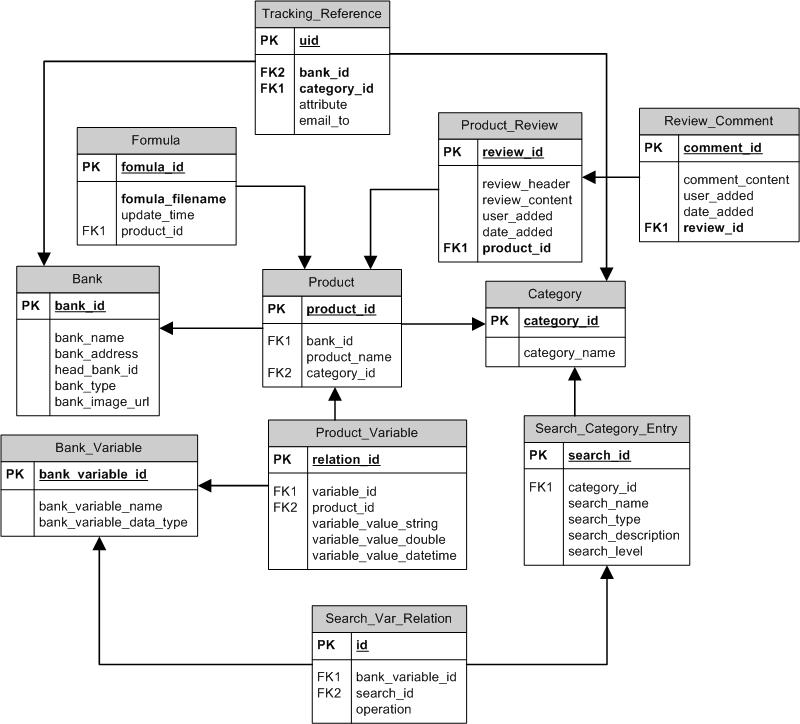 Tracking_Reference
PK uid
FK2 bank_id
FK1 category_id
attribute
email_to
Formula
PK fomula_id
fomula_filename
update_time
FK1 product_id
Product_Review
PK review_id
review_header
review_content
user_added
date_added
FK1 product_id
Review_Comment
PK comment_id
comment_content
user_added
date_added
FK1 review_id
Bank
PK bank_id
bank_name
bank_address
head_bank_id
bank_type
bank_image_url
Product
PK product_id
FK1 bank_id
product_name
FK2 category_id
Category
PK category_id
category_name
Bank_Variable
PK bank_variable_id
bank_variable_name
bank_variable_data_type
Product_Variable
PK relation_id
FK1 variable_id
FK2 product_id
variable_value_string
variable_value_double
variable_value_datetime
Search_Category_Entry
PK search_id
FK1 category_id
search_name
search_type
search_description
search_level
Search_Var_Relation
PK id
FK1 bank_variable_id
FK2 search_id
operation